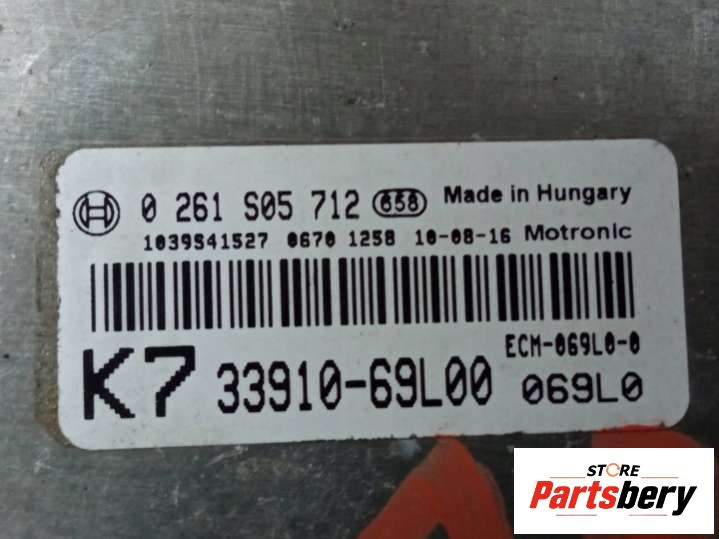 0 261 S05 712 658 Made in Hungary
1039S41527 0670 1258 10-08-16 Motronic
ECM-069L0-0
K7 33910-69L00 069L0
STORE
Partsbery